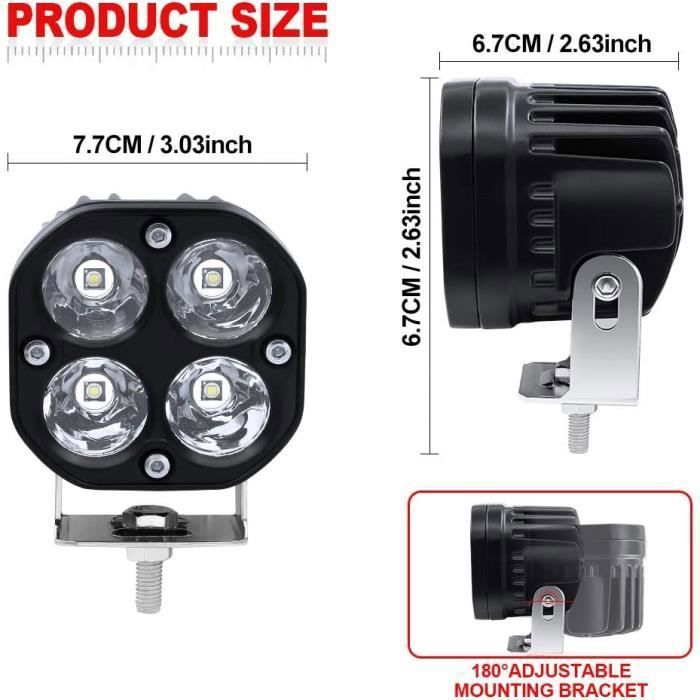 PRODUCT SIZE
6.7CM / 2.63inch
7.7CM / 3.03inch
6.7CM / 2.63inch
180°ADJUSTABLE
MOUNTING BRACKET